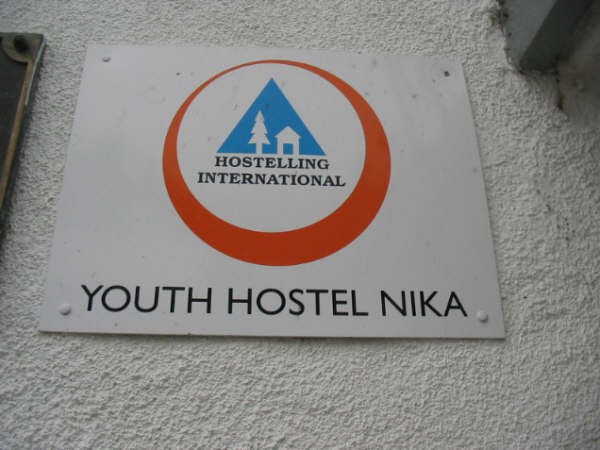 HOSTELLING
INTERNATIONAL
YOUTH HOSTEL NIKA